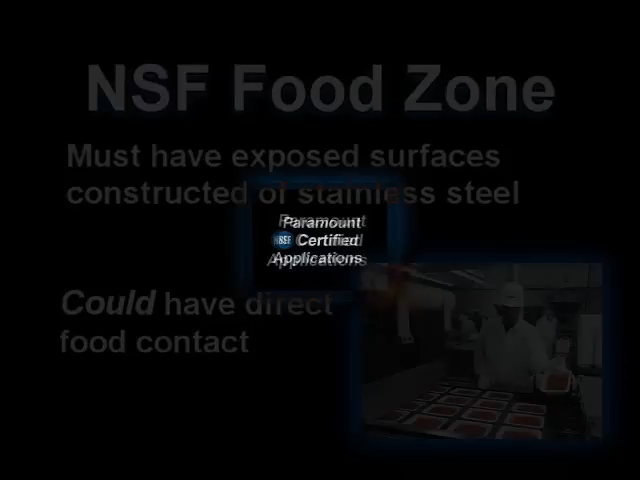 NSF Food Zone
Must have exposed surfaces
constructed of stainless steel
Paramount
NSF Certified
Applications
Could have direct
food contact